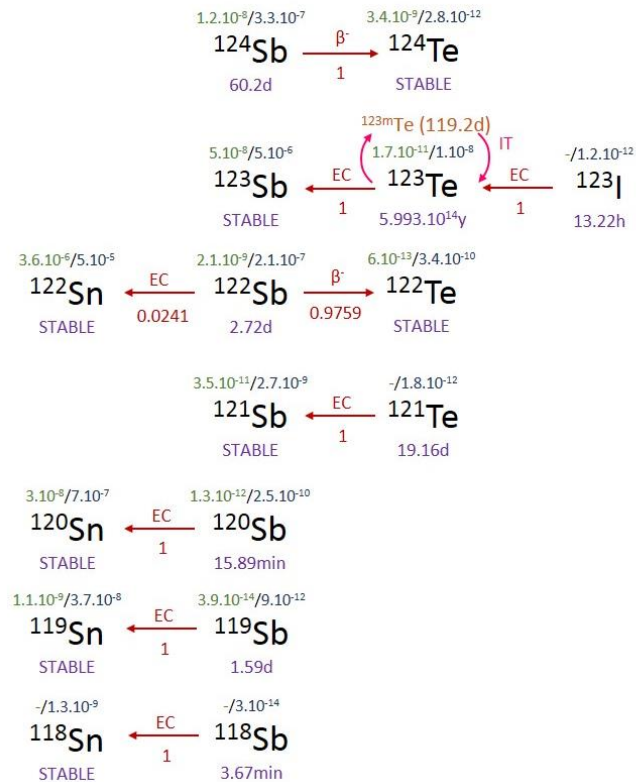 1.2.10⁻⁸/3.3.10⁻⁷ 3.4.10⁻⁹/2.8.10⁻¹²
¹²⁴Sb β⁻ ¹²⁴Te
1
60.2d STABLE
¹²³ᵐTe (119.2d)
IT
5.10⁻⁸/5.10⁻⁶ 1.7.10⁻¹¹/1.10⁻⁸ -/1.2.10⁻¹²
¹²³Sb EC ¹²³Te EC ¹²³I
1 1
STABLE 5.993.10¹⁴y 13.22h
3.6.10⁻⁶/5.10⁻⁵ 2.1.10⁻⁹/2.1.10⁻⁷ 6.10⁻¹³/3.4.10⁻¹⁰
¹²²Sn EC ¹²²Sb β⁻ ¹²²Te
0.0241 0.9759
STABLE 2.72d STABLE
3.5.10⁻¹¹/2.7.10⁻⁹ -/1.8.10⁻¹²
¹²¹Sb EC ¹²¹Te
1
STABLE 19.16d
3.10⁻⁸/7.10⁻⁷ 1.3.10⁻¹²/2.5.10⁻¹⁰
¹²⁰Sn EC ¹²⁰Sb
1
STABLE 15.89min
1.1.10⁻⁹/3.7.10⁻⁸ 3.9.10⁻¹⁴/9.10⁻¹²
¹¹⁹Sn EC ¹¹⁹Sb
1
STABLE 1.59d
-/1.3.10⁻⁹ -/3.10⁻¹⁴
¹¹⁸Sn EC ¹¹⁸Sb
1
STABLE 3.67min